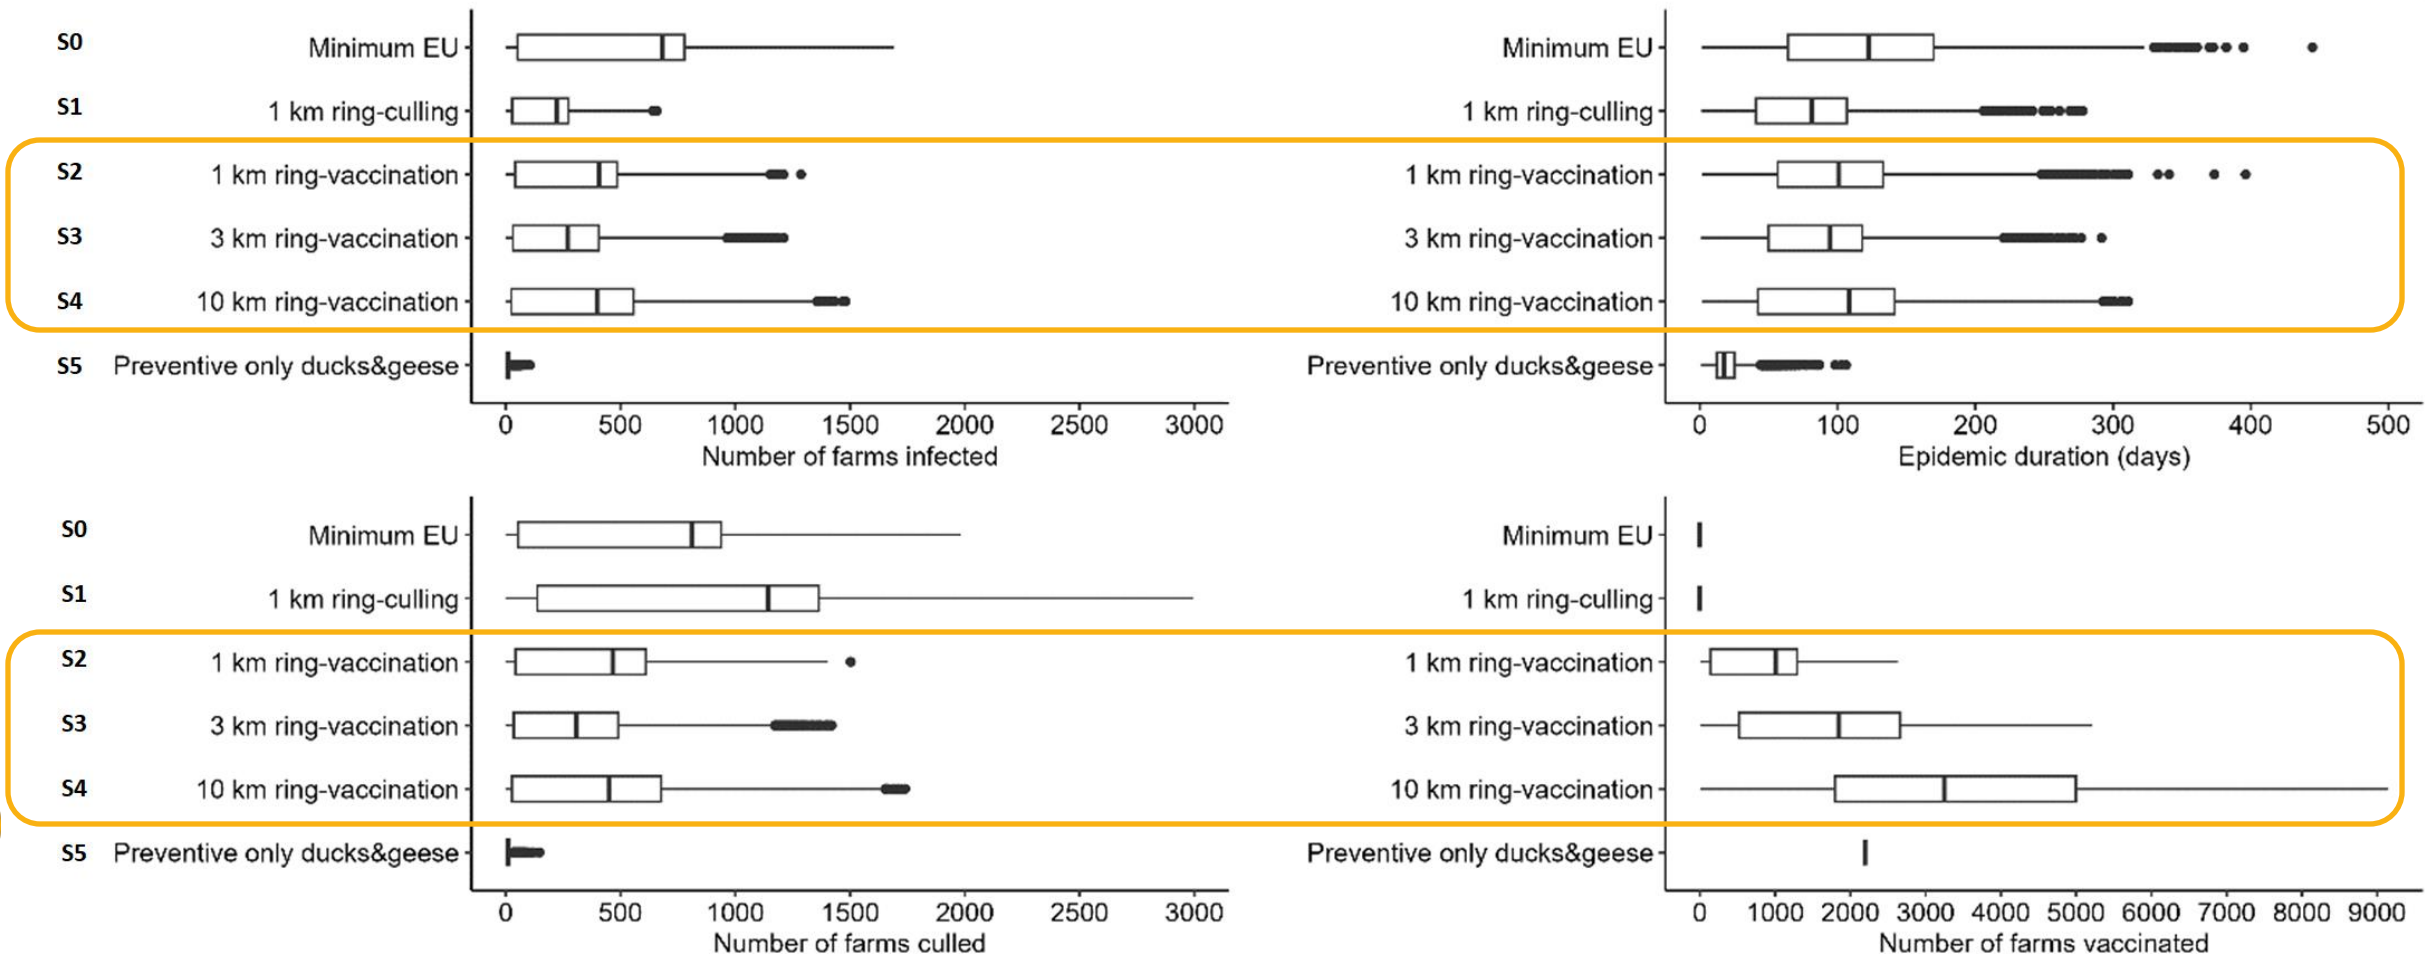 S0 Minimum EU
S1 1 km ring-culling
S2 1 km ring-vaccination
S3 3 km ring-vaccination
S4 10 km ring-vaccination
S5 Preventive only ducks&geese
0 500 1000 1500 2000 2500 3000
Number of farms infected
Minimum EU
1 km ring-culling
1 km ring-vaccination
3 km ring-vaccination
10 km ring-vaccination
Preventive only ducks&geese
0 100 200 300 400 500
Epidemic duration (days)
S0 Minimum EU
S1 1 km ring-culling
S2 1 km ring-vaccination
S3 3 km ring-vaccination
S4 10 km ring-vaccination
S5 Preventive only ducks&geese
0 500 1000 1500 2000 2500 3000
Number of farms culled
Minimum EU
1 km ring-culling
1 km ring-vaccination
3 km ring-vaccination
10 km ring-vaccination
Preventive only ducks&geese
0 1000 2000 3000 4000 5000 6000 7000 8000 9000
Number of farms vaccinated